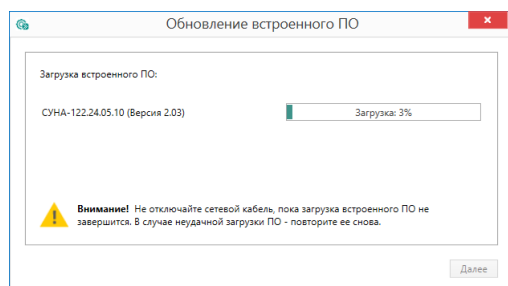 Обновление встроенного ПО
Загрузка встроенного ПО:
СУНА-122.24.05.10 (Версия 2.03)
Загрузка: 3%
Внимание! Не отключайте сетевой кабель, пока загрузка встроенного ПО не
завершится. В случае неудачной загрузки ПО - повторите ее снова.
Далее